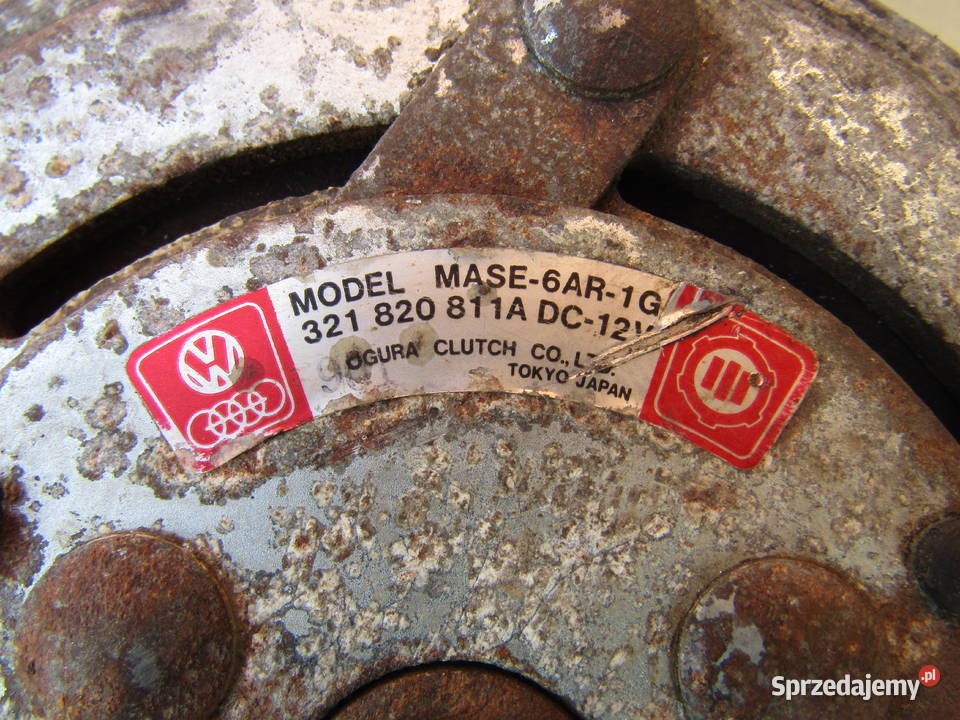 MODEL MASE-6AR-1G
321 820 811A DC-12V
OGURA CLUTCH CO., LTD.
TOKYO JAPAN
Sprzedajemy.pl